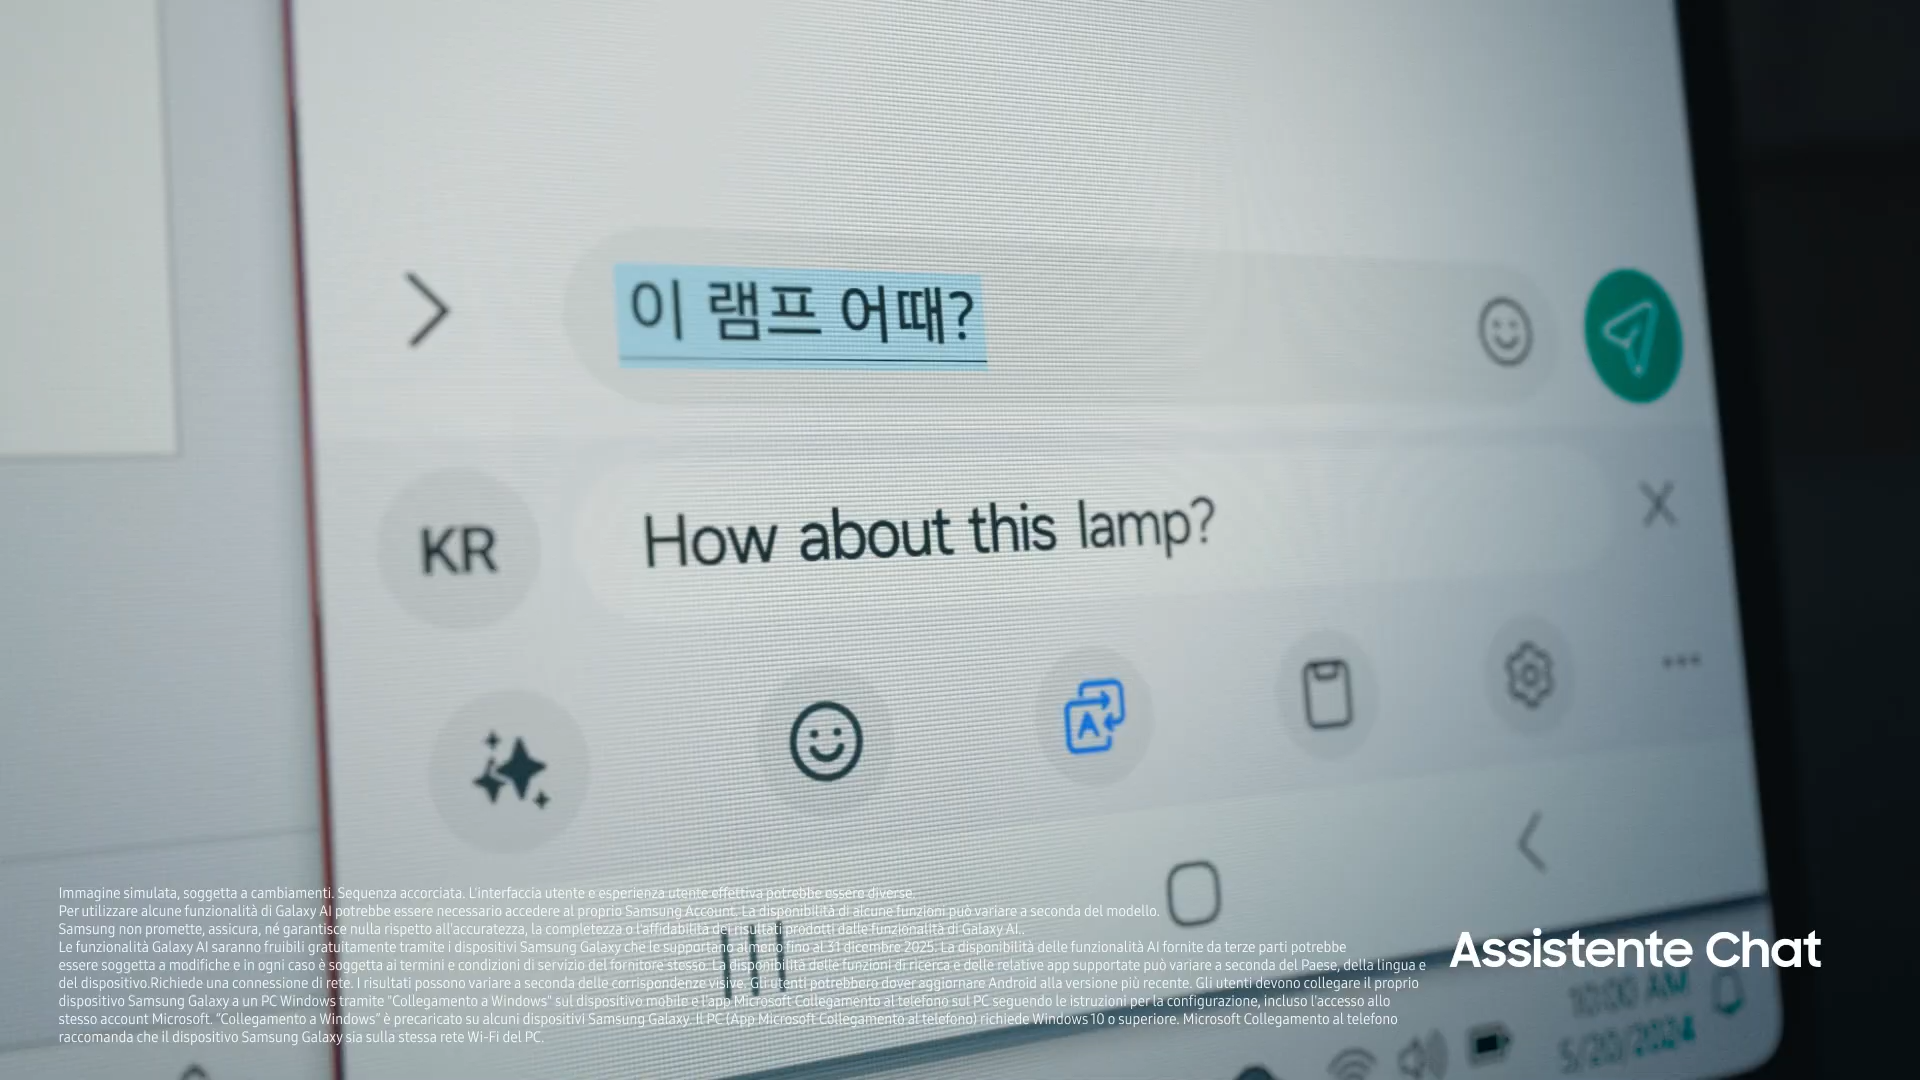 이 램프 어때?
KR
How about this lamp?
A
Immagine simulata, soggetta a cambiamenti. Sequenza accorciata. L'interfaccia utente e esperienza utente effettiva potrebbe essere diverse.
Per utilizzare alcune funzionalità di Galaxy AI potrebbe essere necessario accedere al proprio Samsung Account. La disponibilità di alcune funzioni può variare a seconda del modello.
Samsung non promette, assicura, né garantisce nulla rispetto all'accuratezza, la completezza o l'affidabilità dei risultati prodotti dalle funzionalità di Galaxy AI..
Le funzionalità Galaxy AI saranno fruibili gratuitamente tramite i dispositivi Samsung Galaxy che le supportano almeno fino al 31 dicembre 2025. La disponibilità delle funzionalità AI fornite da terze parti potrebbe
essere soggetta a modifiche e in ogni caso è soggetta ai termini e condizioni di servizio del fornitore stesso. La disponibilità delle funzioni di ricerca e delle relative app supportate può variare a seconda del Paese, della lingua e
del dispositivo.Richiede una connessione di rete. I risultati possono variare a seconda delle corrispondenze visive. Gli utenti potrebbero dover aggiornare Android alla versione più recente. Gli utenti devono collegare il proprio
dispositivo Samsung Galaxy a un PC Windows tramite "Collegamento a Windows" sul dispositivo mobile e l'app Microsoft Collegamento al telefono sul PC seguendo le istruzioni per la configurazione, incluso l'accesso allo
stesso account Microsoft. "Collegamento a Windows" è precaricato su alcuni dispositivi Samsung Galaxy. Il PC (App Microsoft Collegamento al telefono) richiede Windows 10 o superiore. Microsoft Collegamento al telefono
raccomanda che il dispositivo Samsung Galaxy sia sulla stessa rete Wi-Fi del PC.
Assistente Chat
10:00 AM
5/20/2024